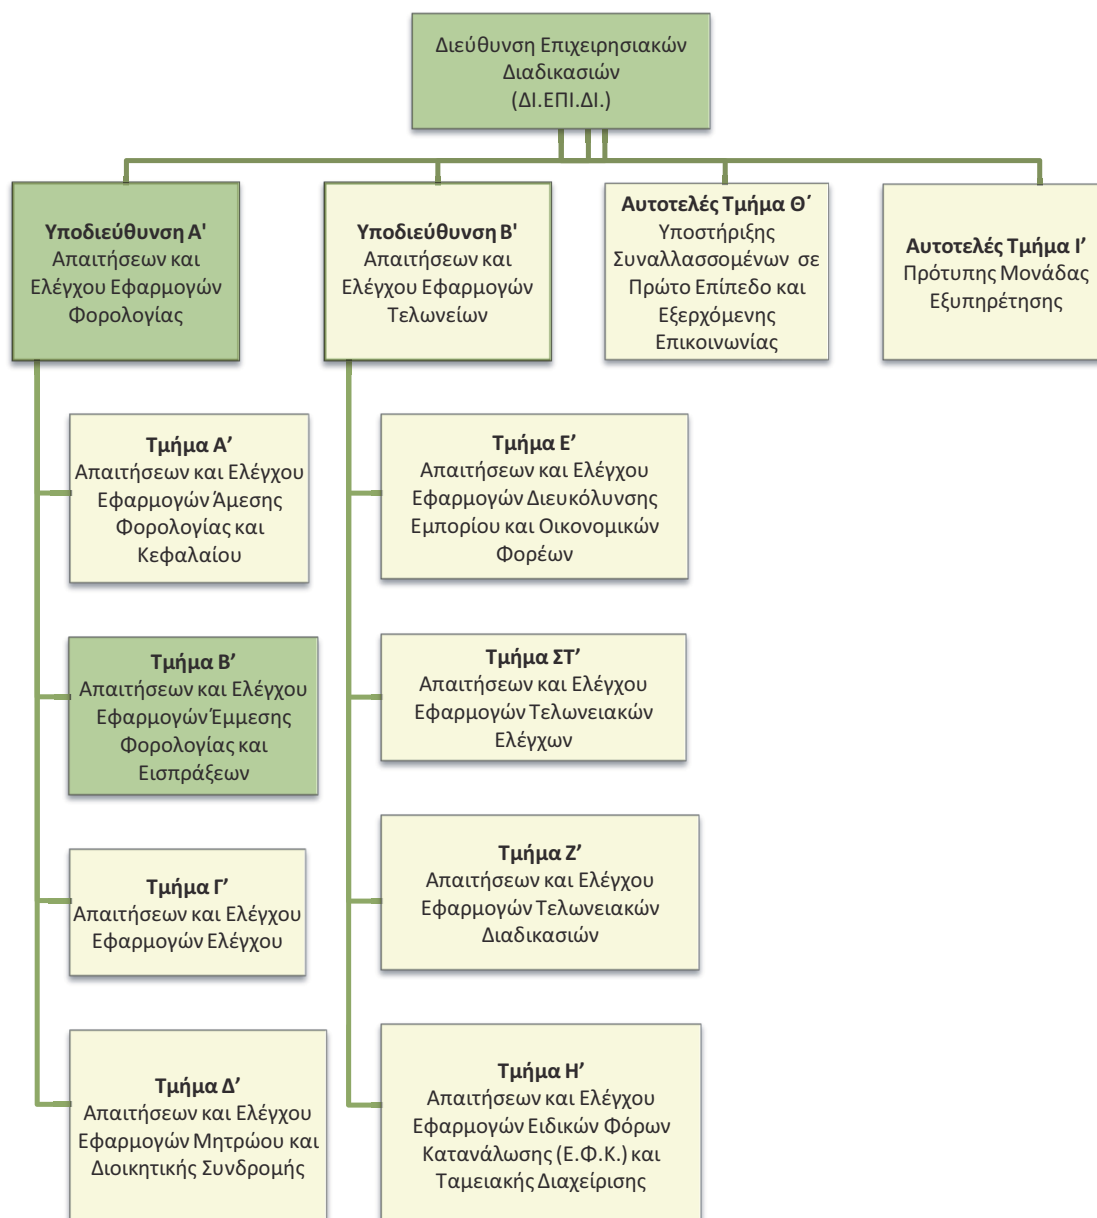 Διεύθυνση Επιχειρησιακών
Διαδικασιών
(ΔΙ.ΕΠΙ.ΔΙ.)
Υποδιεύθυνση Α'
Απαιτήσεων και
Ελέγχου Εφαρμογών
Φορολογίας
Υποδιεύθυνση Β'
Απαιτήσεων και
Ελέγχου Εφαρμογών
Τελωνείων
Αυτοτελές Τμήμα Θ΄
Υποστήριξης
Συναλλασσομένων σε
Πρώτο Επίπεδο και
Εξερχόμενης
Επικοινωνίας
Αυτοτελές Τμήμα Ι’
Πρότυπης Μονάδας
Εξυπηρέτησης
Τμήμα Α’
Απαιτήσεων και Ελέγχου
Εφαρμογών Άμεσης
Φορολογίας και
Κεφαλαίου
Τμήμα Β’
Απαιτήσεων και Ελέγχου
Εφαρμογών Έμμεσης
Φορολογίας και
Εισπράξεων
Τμήμα Γ’
Απαιτήσεων και Ελέγχου
Εφαρμογών Ελέγχου
Τμήμα Δ’
Απαιτήσεων και Ελέγχου
Εφαρμογών Μητρώου και
Διοικητικής Συνδρομής
Τμήμα Ε’
Απαιτήσεων και Ελέγχου
Εφαρμογών Διευκόλυνσης
Εμπορίου και Οικονομικών
Φορέων
Τμήμα ΣΤ’
Απαιτήσεων και Ελέγχου
Εφαρμογών Τελωνειακών
Ελέγχων
Τμήμα Ζ’
Απαιτήσεων και Ελέγχου
Εφαρμογών Τελωνειακών
Διαδικασιών
Τμήμα Η’
Απαιτήσεων και Ελέγχου
Εφαρμογών Ειδικών Φόρων
Κατανάλωσης (Ε.Φ.Κ.) και
Ταμειακής Διαχείρισης